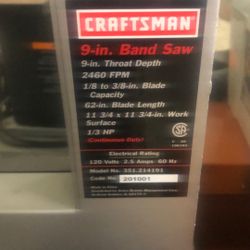 CRAFTSMAN
9-in. Band Saw
9-in. Throat Depth
2460 FPM
1/8 to 3/8-in. Blade
Capacity
62-in. Blade Length
11 3/4 x 11 3/4-in. Work
Surface
1/3 HP
(Continuous Duty)
Electrical Rating
120 Volts 2.5 Amps 60 Hz
Model No. 351.214191
Code No. 201001